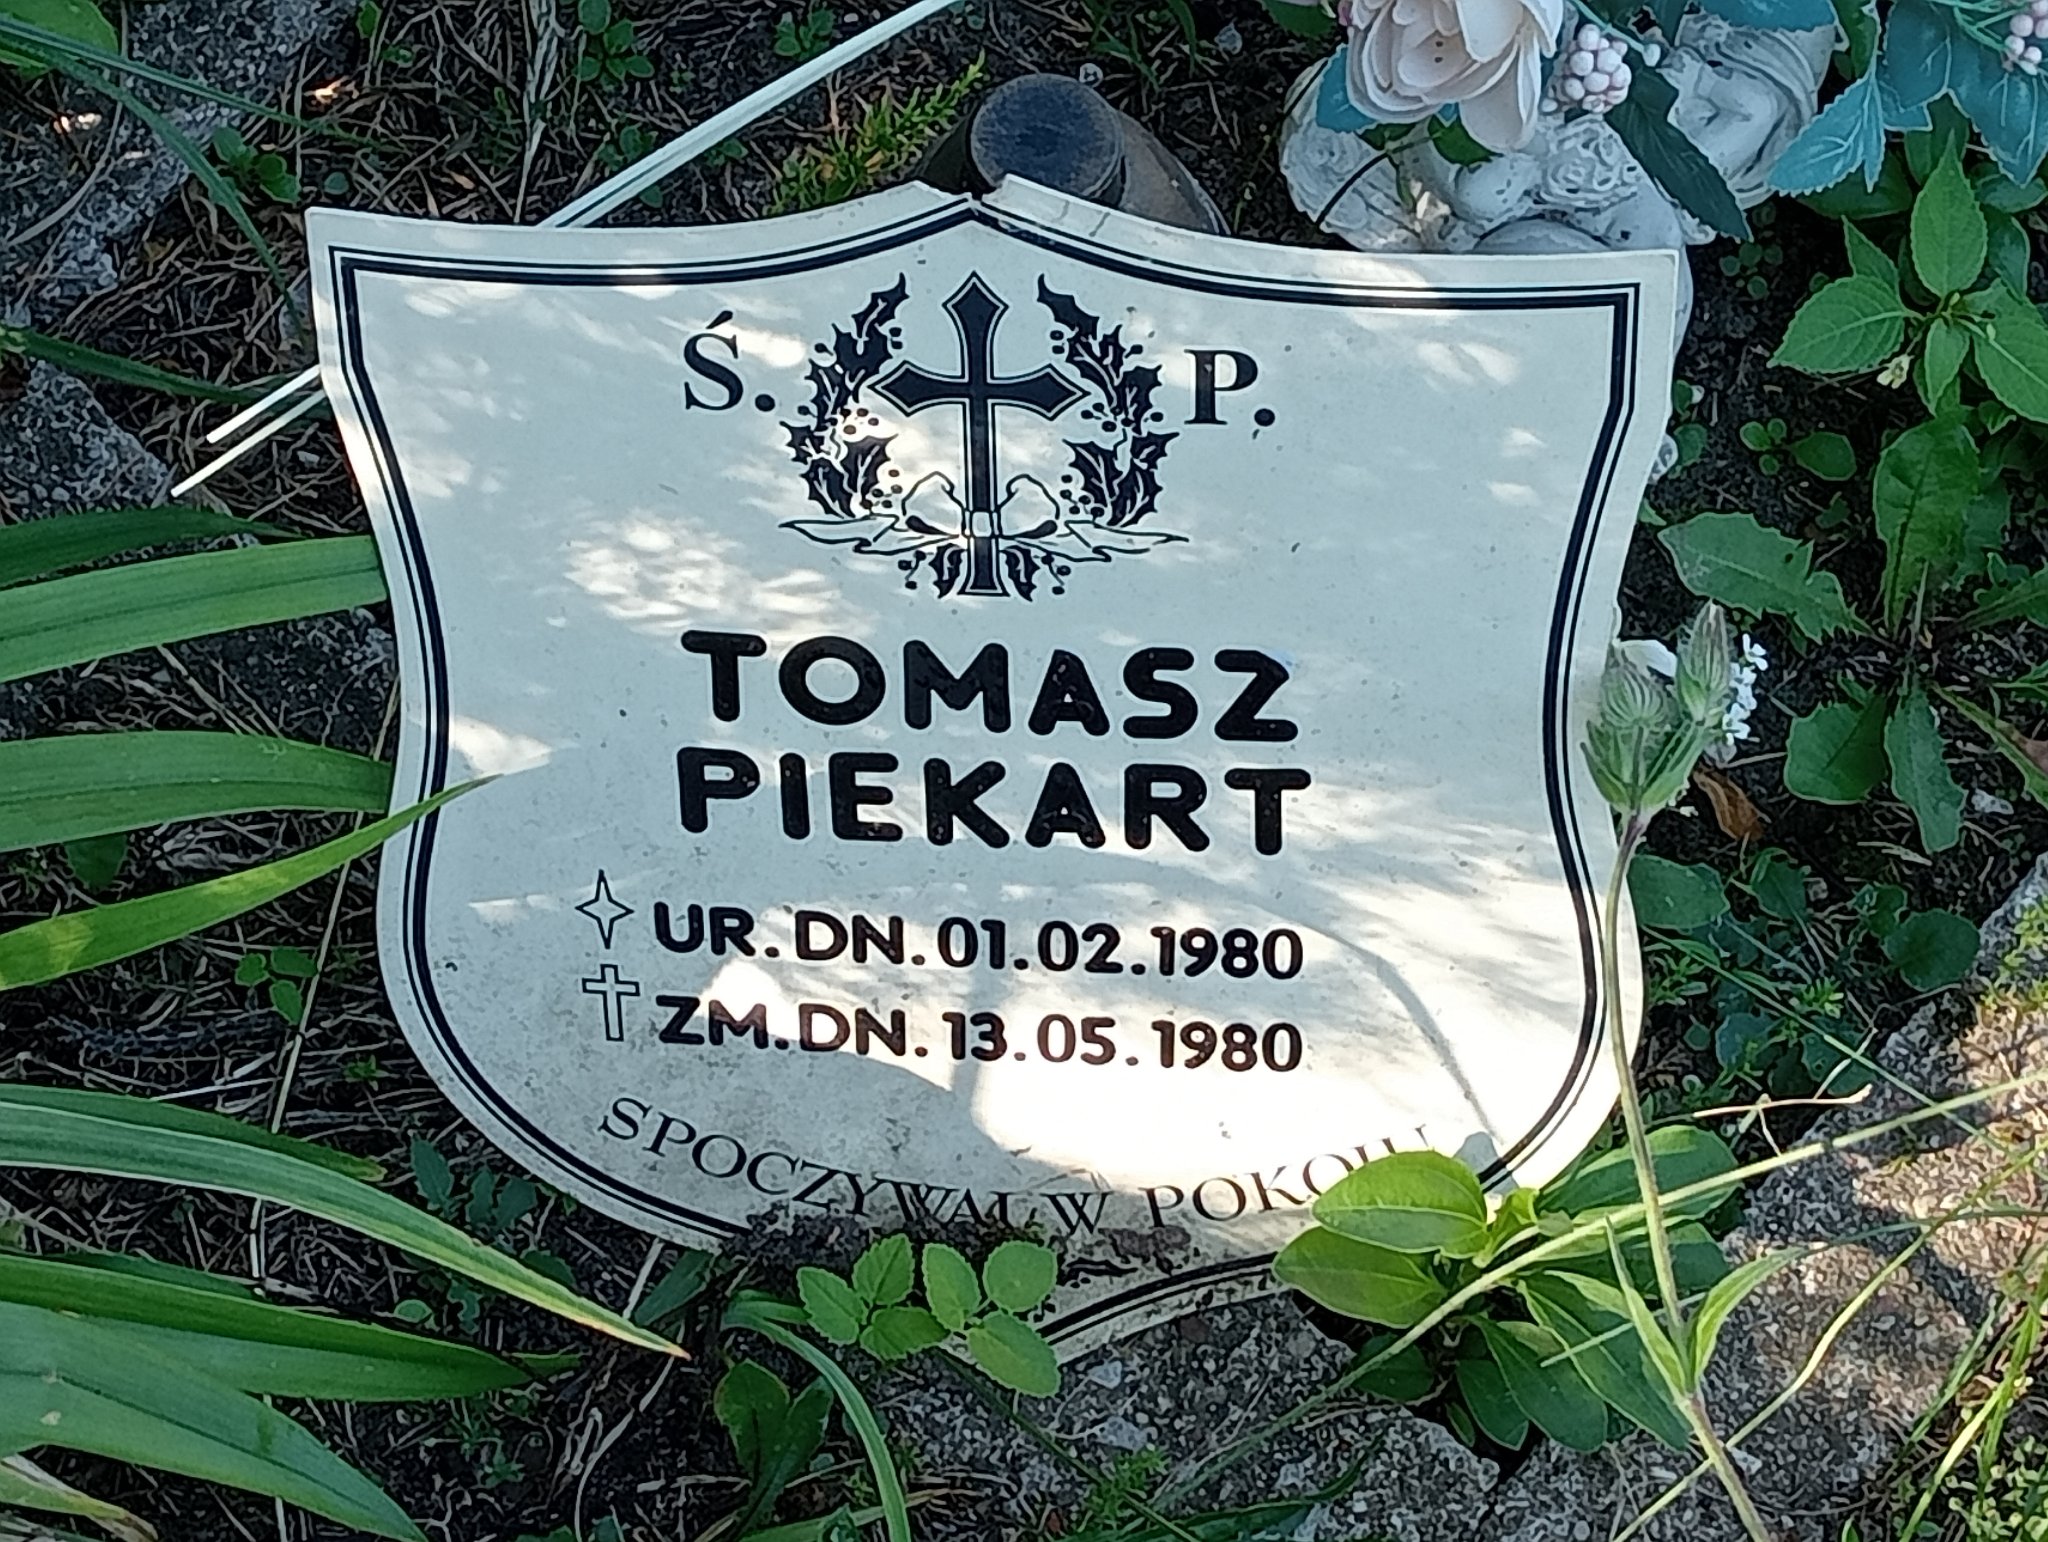 Ś. P.
TOMASZ
PIEKART
UR. DN. 01.02.1980
ZM. DN. 13.05.1980
SPOCZYWAJ W POKOJU